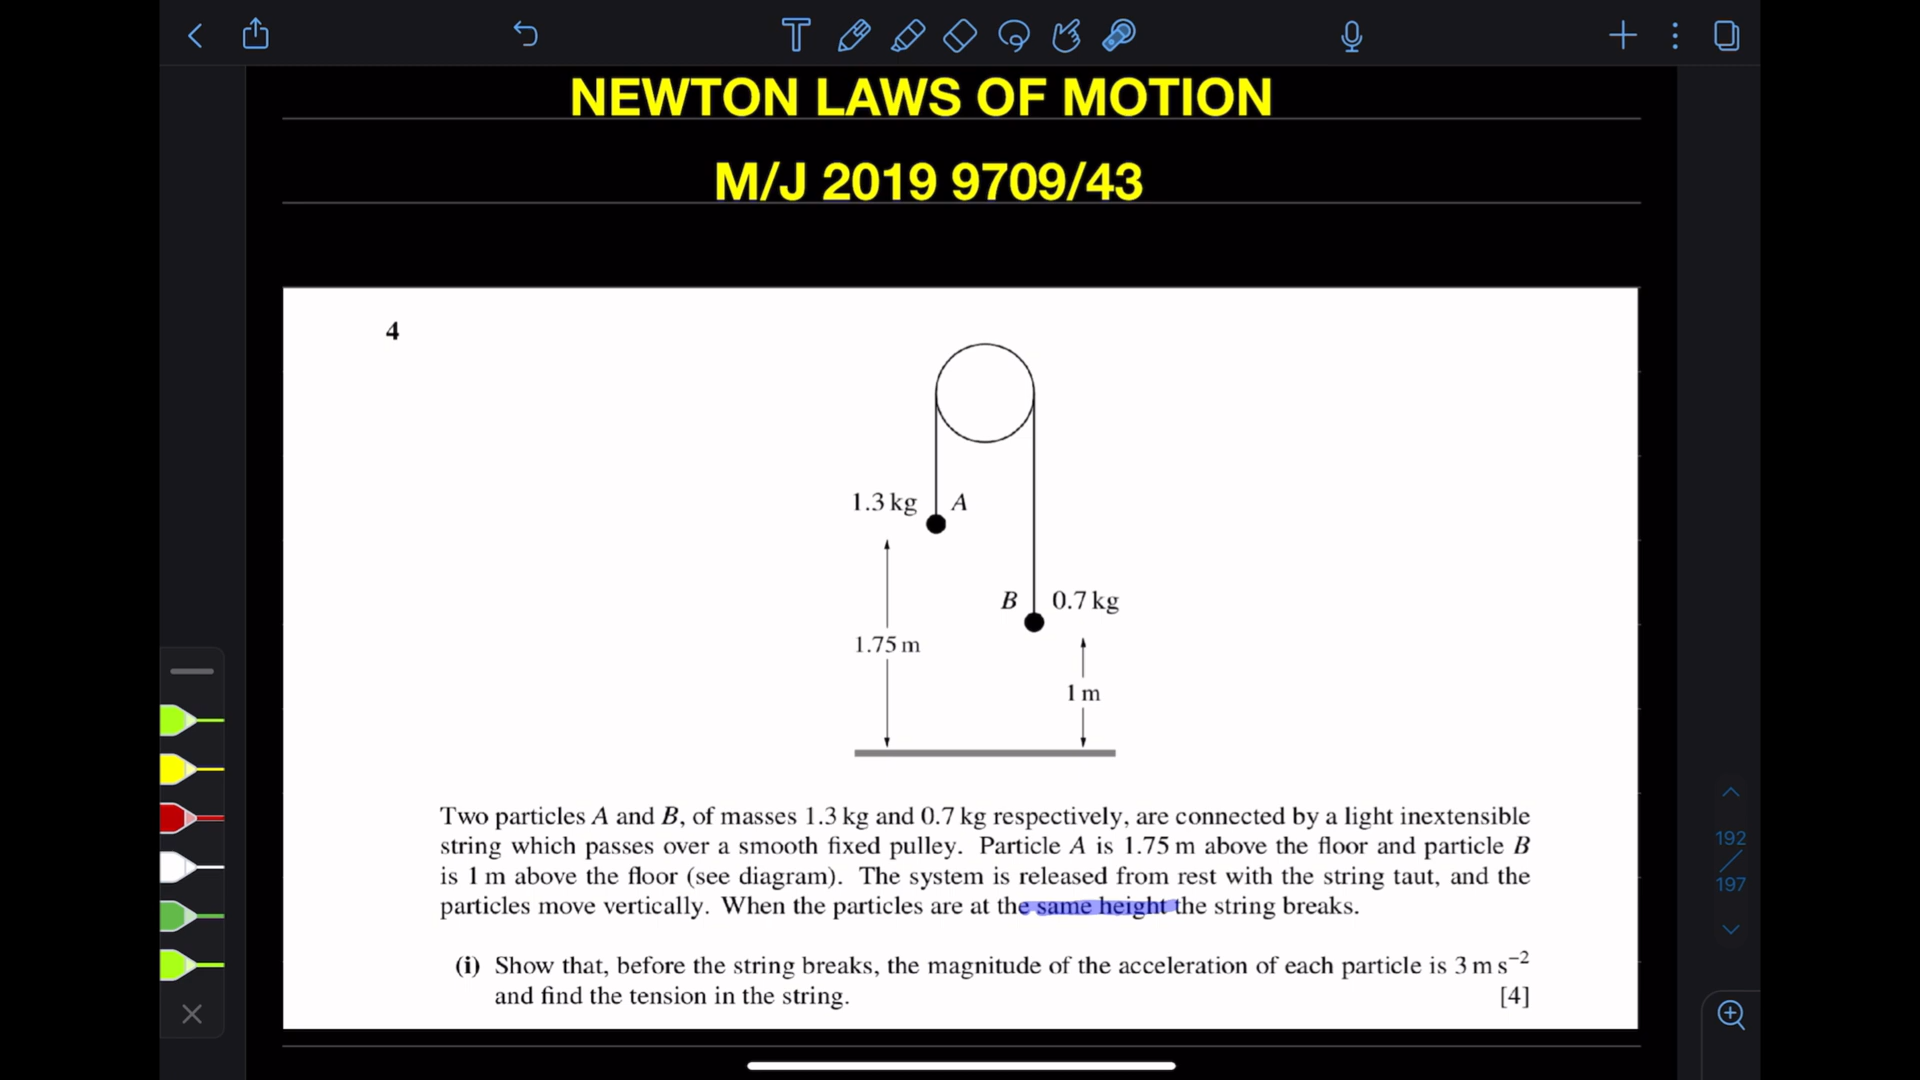 NEWTON LAWS OF MOTION
M/J 2019 9709/43
4
1.3 kg A
B 0.7 kg
1.75 m
1 m
Two particles A and B, of masses 1.3 kg and 0.7 kg respectively, are connected by a light inextensible
string which passes over a smooth fixed pulley. Particle A is 1.75 m above the floor and particle B
is 1 m above the floor (see diagram). The system is released from rest with the string taut, and the
particles move vertically. When the particles are at the same height the string breaks.
(i) Show that, before the string breaks, the magnitude of the acceleration of each particle is 3 m s⁻²
and find the tension in the string. [4]
192
197